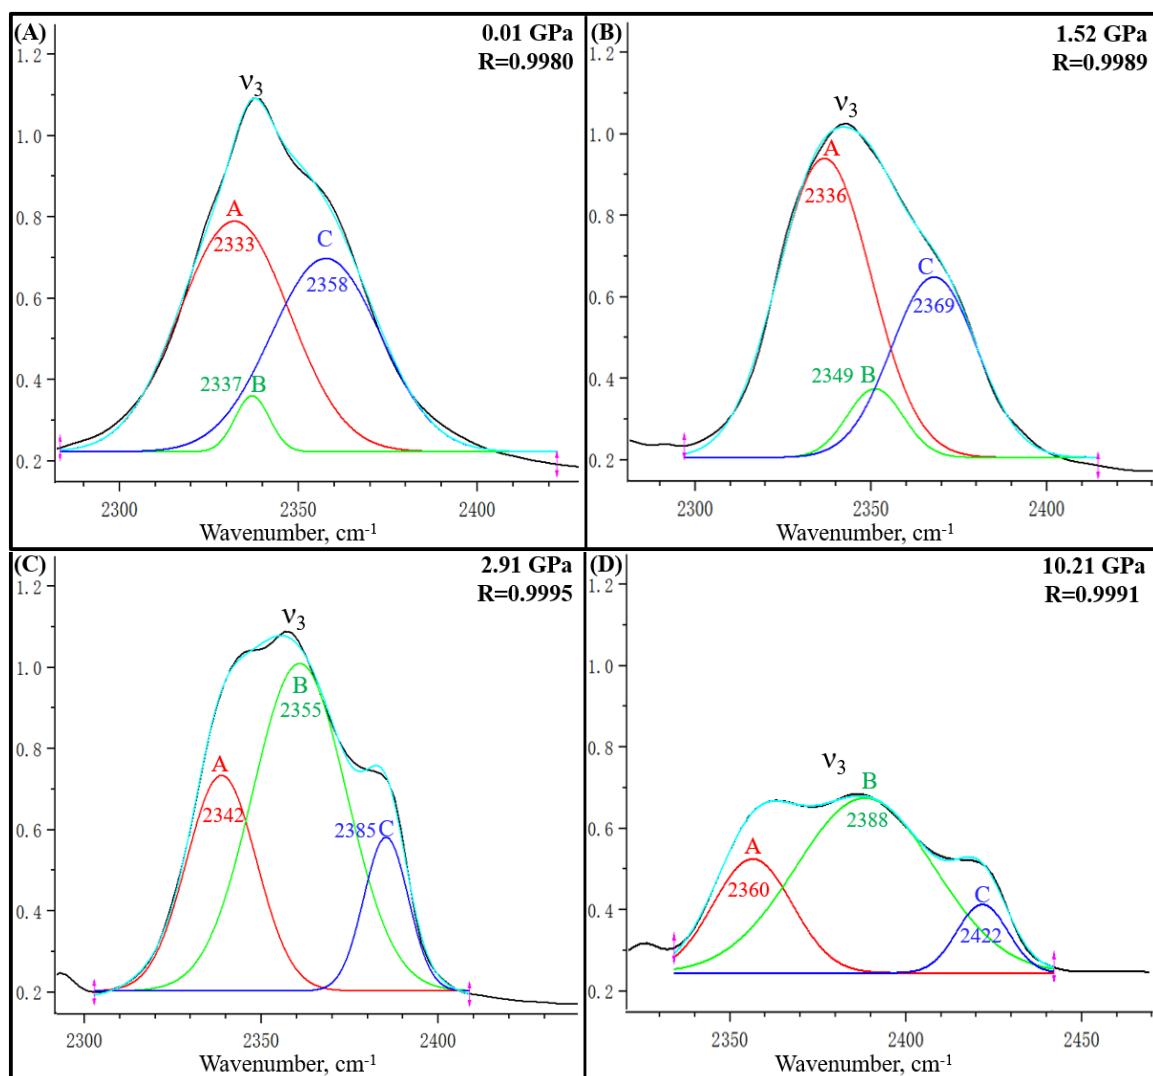 (A)
0.01 GPa
R=0.9980
ν3
A
2333
C
2358
2337 B
1.2
1.0
0.8
0.6
0.4
0.2
2300 2350 2400
Wavenumber, cm-1
(B)
1.52 GPa
R=0.9989
ν3
A
2336
C
2369
2349 B
1.2
1.0
0.8
0.6
0.4
0.2
2300 2350 2400
Wavenumber, cm-1
(C)
2.91 GPa
R=0.9995
ν3
B
2355
A
2342
2385 C
1.2
1.0
0.8
0.6
0.4
0.2
2300 2350 2400
Wavenumber, cm-1
(D)
10.21 GPa
R=0.9991
ν3
B
2388
A
2360
C
2422
1.2
1.0
0.8
0.6
0.4
0.2
2350 2400 2450
Wavenumber, cm-1